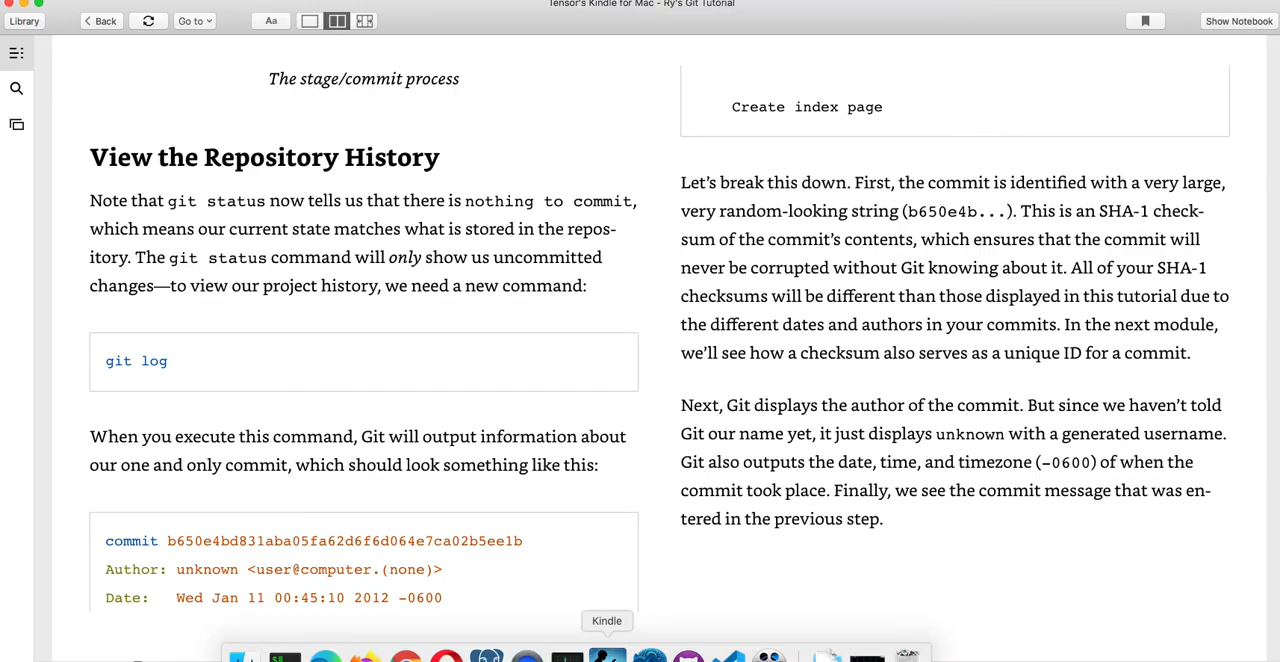 Tensor's Kindle for Mac - Ry's Git Tutorial
Library
Back
Go to
Aa
Show Notebook
The stage/commit process
View the Repository History
Note that git status now tells us that there is nothing to commit,
which means our current state matches what is stored in the repos-
itory. The git status command will only show us uncommitted
changes—to view our project history, we need a new command:
git log
When you execute this command, Git will output information about
our one and only commit, which should look something like this:
commit b650e4bd831aba05fa62d6f6d064e7ca02b5ee1b
Author: unknown <user@computer.(none)>
Date: Wed Jan 11 00:45:10 2012 -0600
Create index page
Let's break this down. First, the commit is identified with a very large,
very random-looking string (b650e4b...). This is an SHA-1 check-
sum of the commit's contents, which ensures that the commit will
never be corrupted without Git knowing about it. All of your SHA-1
checksums will be different than those displayed in this tutorial due to
the different dates and authors in your commits. In the next module,
we'll see how a checksum also serves as a unique ID for a commit.
Next, Git displays the author of the commit. But since we haven't told
Git our name yet, it just displays unknown with a generated username.
Git also outputs the date, time, and timezone (-0600) of when the
commit took place. Finally, we see the commit message that was en-
tered in the previous step.
Kindle